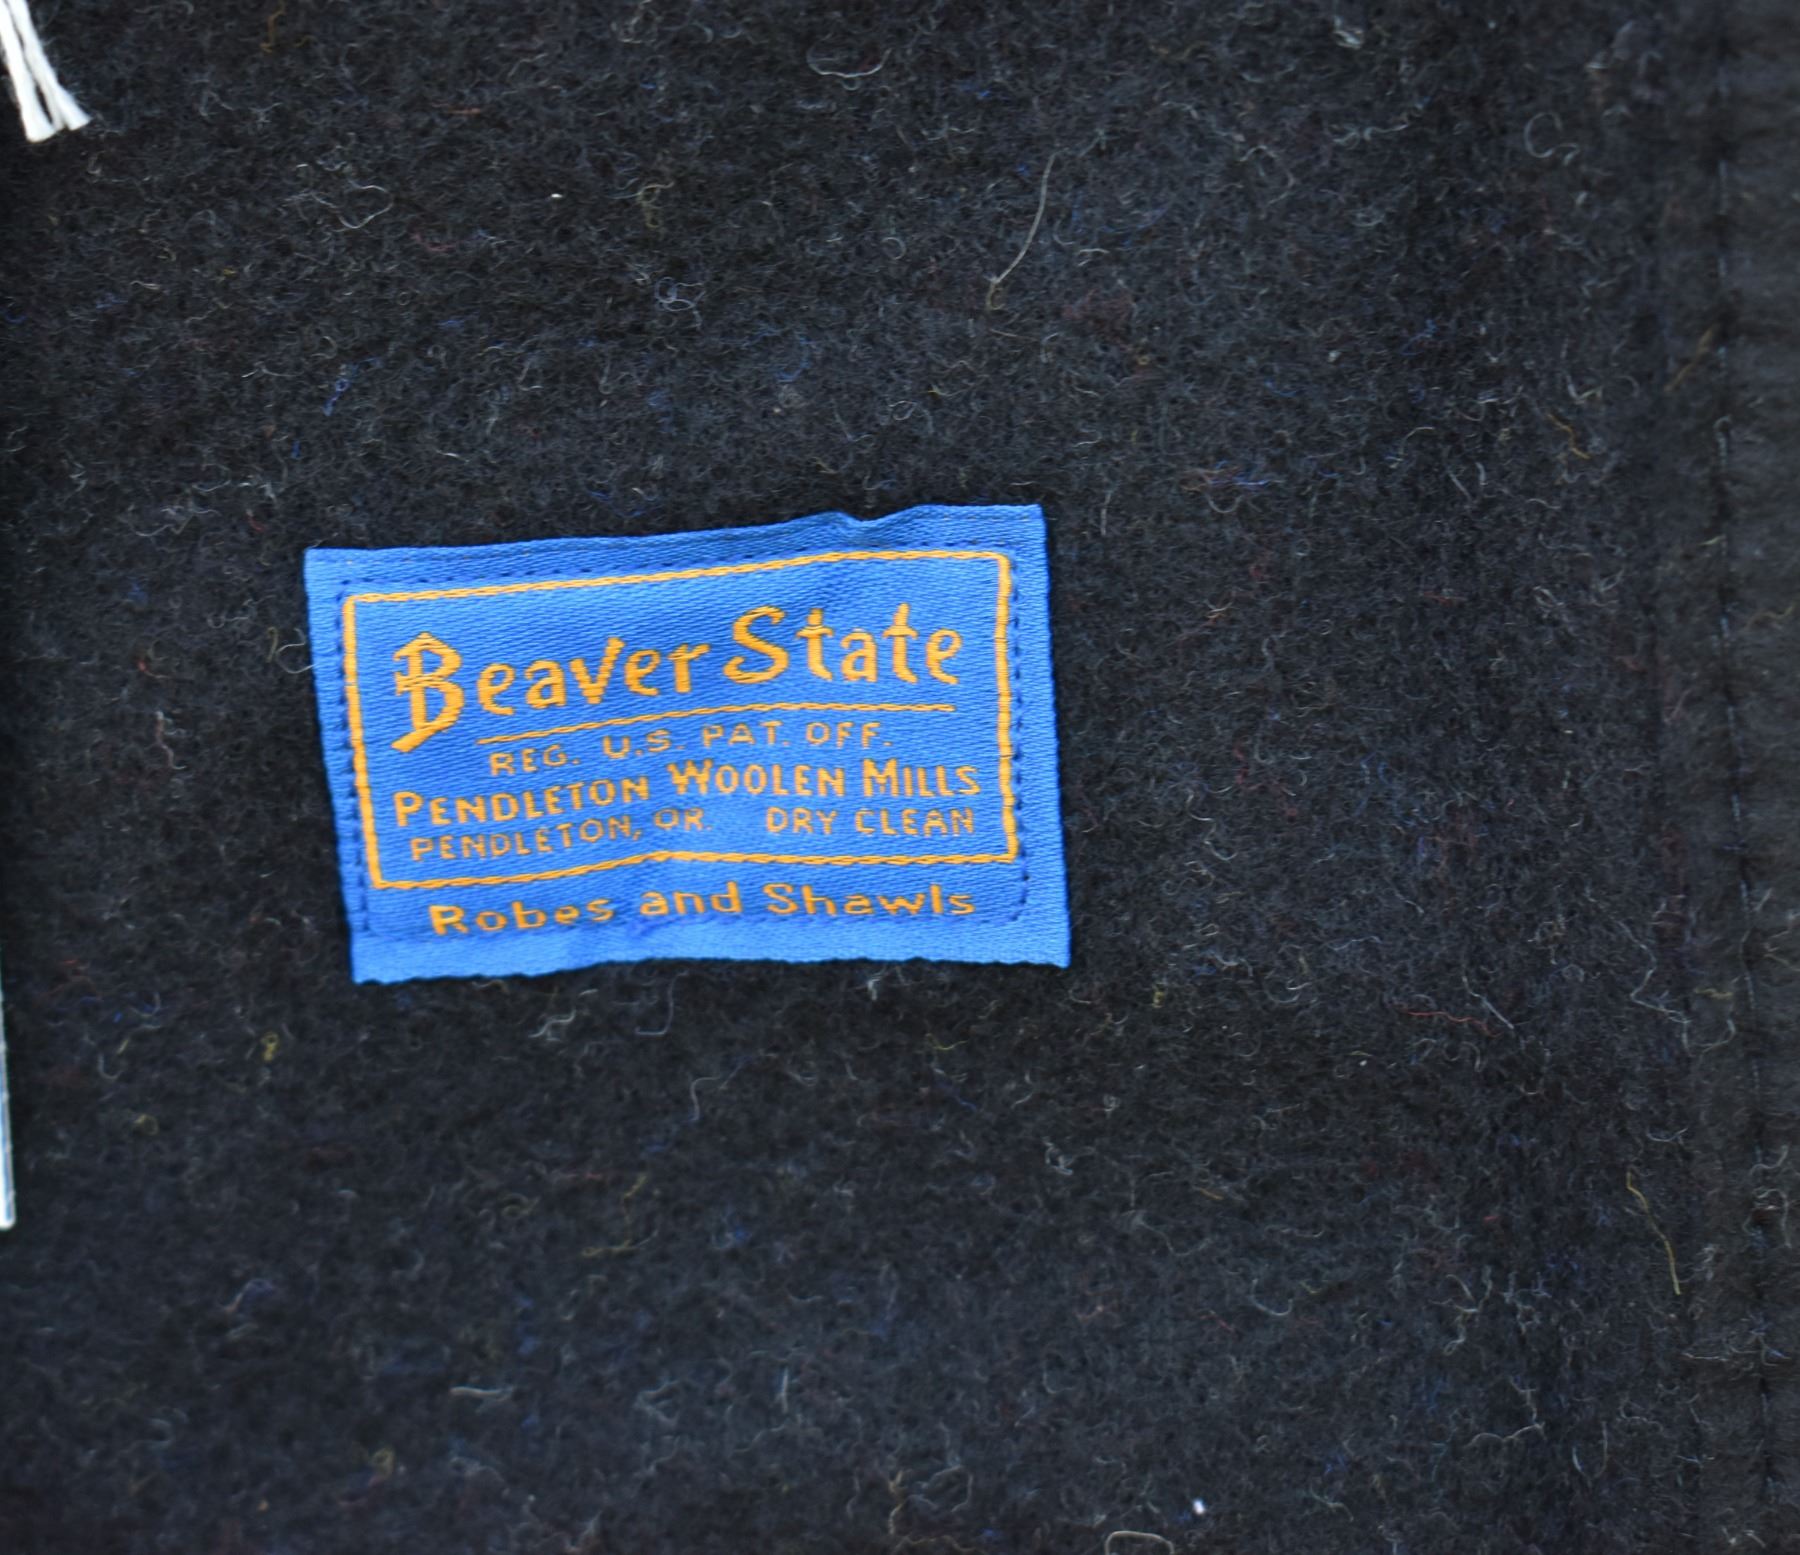 Beaver State
REG. U.S. PAT. OFF.
PENDLETON WOOLEN MILLS
PENDLETON, OR. DRY CLEAN
Robes and Shawls